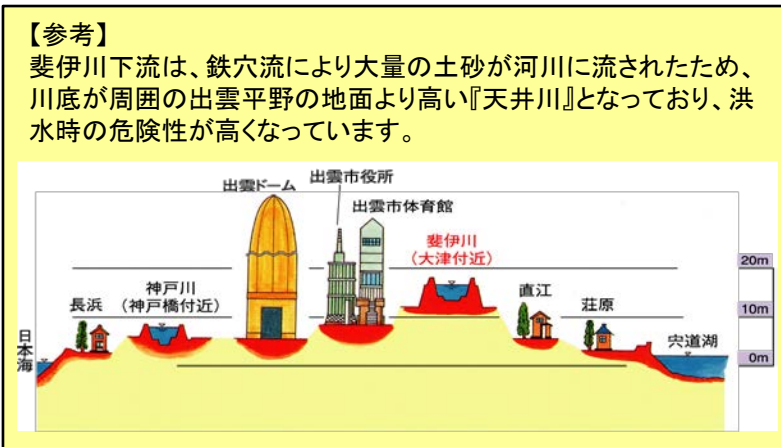 【参考】
斐伊川下流は、鉄穴流により大量の土砂が河川に流されたため、
川底が周囲の出雲平野の地面より高い『天井川』となっており、洪
水時の危険性が高くなっています。
出雲ドーム
出雲市役所
出雲市体育館
斐伊川
(大津付近)
20m
神戸川
(神戸橋付近)
長浜
直江
荘原
10m
日本海
宍道湖
0m